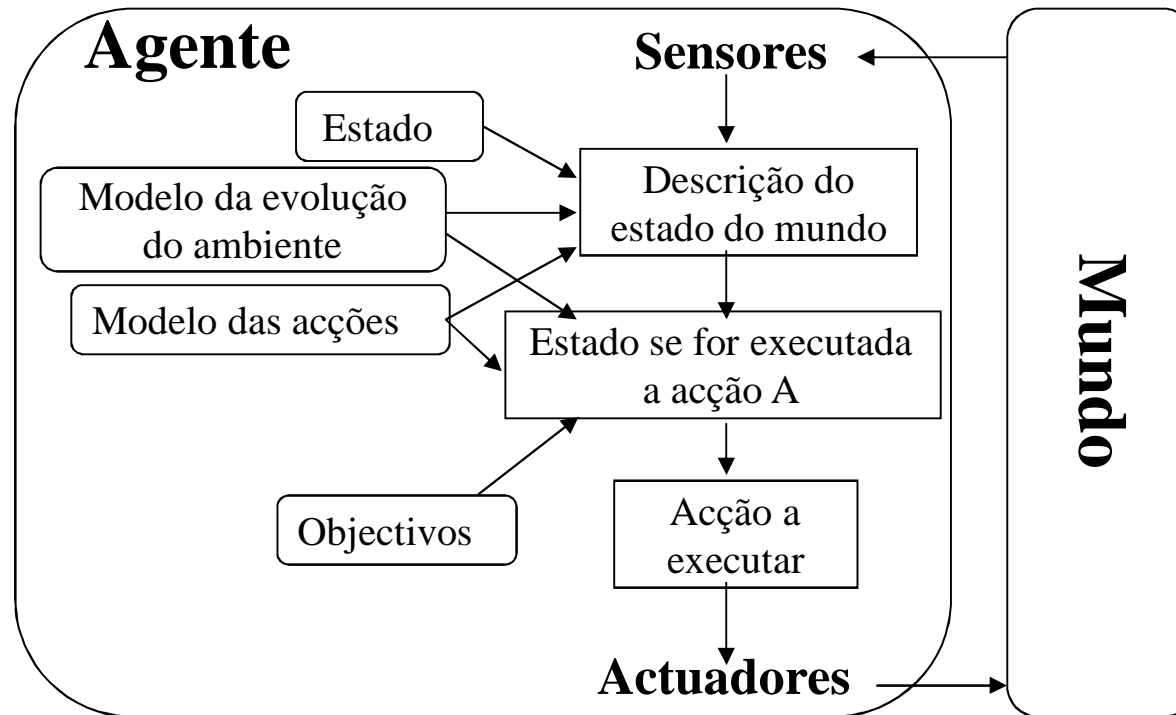 Agente
Sensores
Estado
Descrição do
estado do mundo
Modelo da evolução
do ambiente
Modelo das acções
Estado se for executada
a acção A
Objectivos
Acção a
executar
Actuadores
Mundo